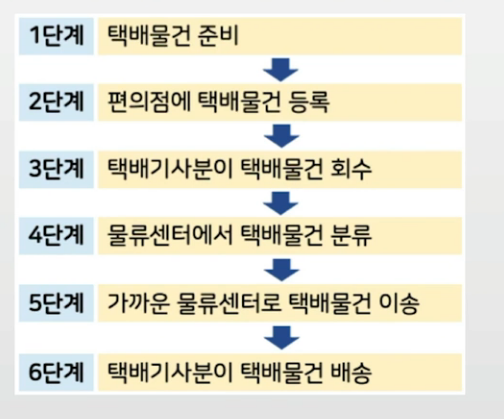 1단계 택배물건 준비
2단계 편의점에 택배물건 등록
3단계 택배기사분이 택배물건 회수
4단계 물류센터에서 택배물건 분류
5단계 가까운 물류센터로 택배물건 이송
6단계 택배기사분이 택배물건 배송